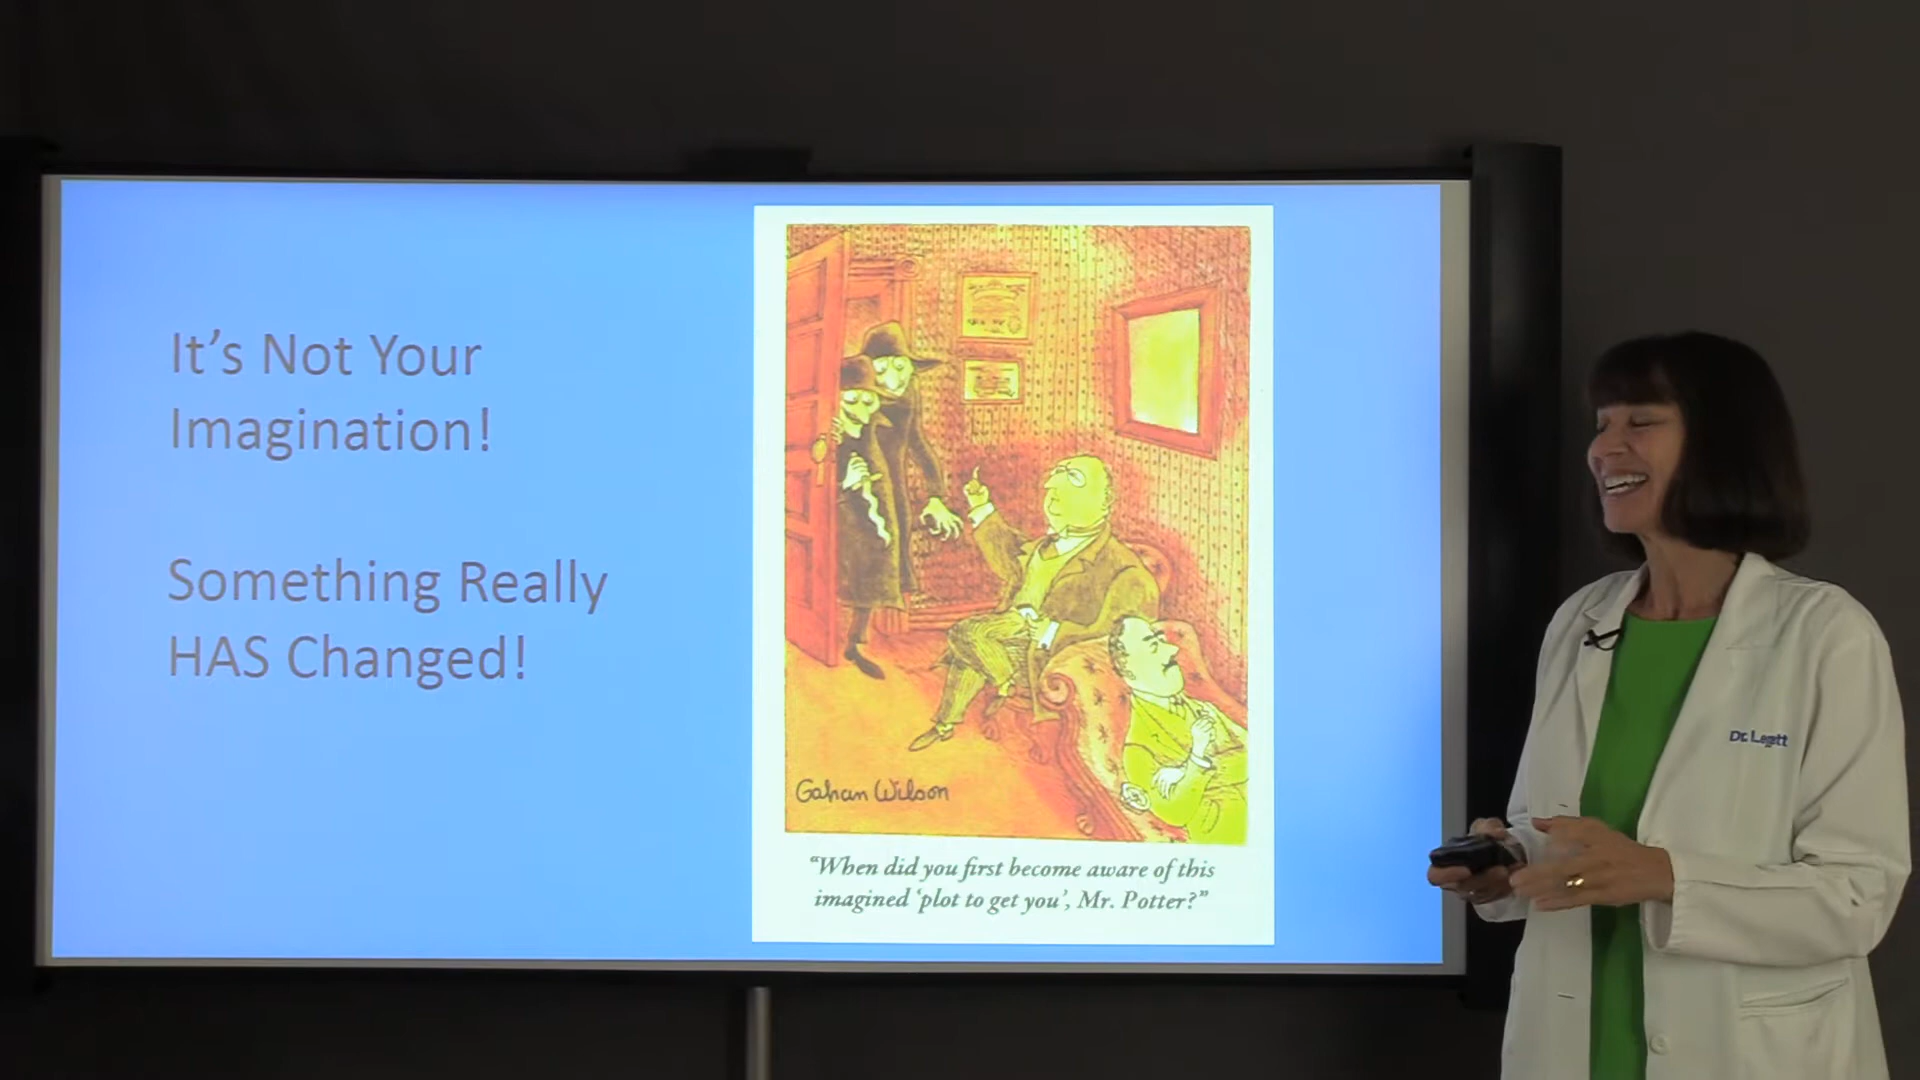 It’s Not Your
Imagination!
Something Really
HAS Changed!
Gahan Wilson
“When did you first become aware of this
imagined ‘plot to get you’, Mr. Potter?”
Dr. Legatt